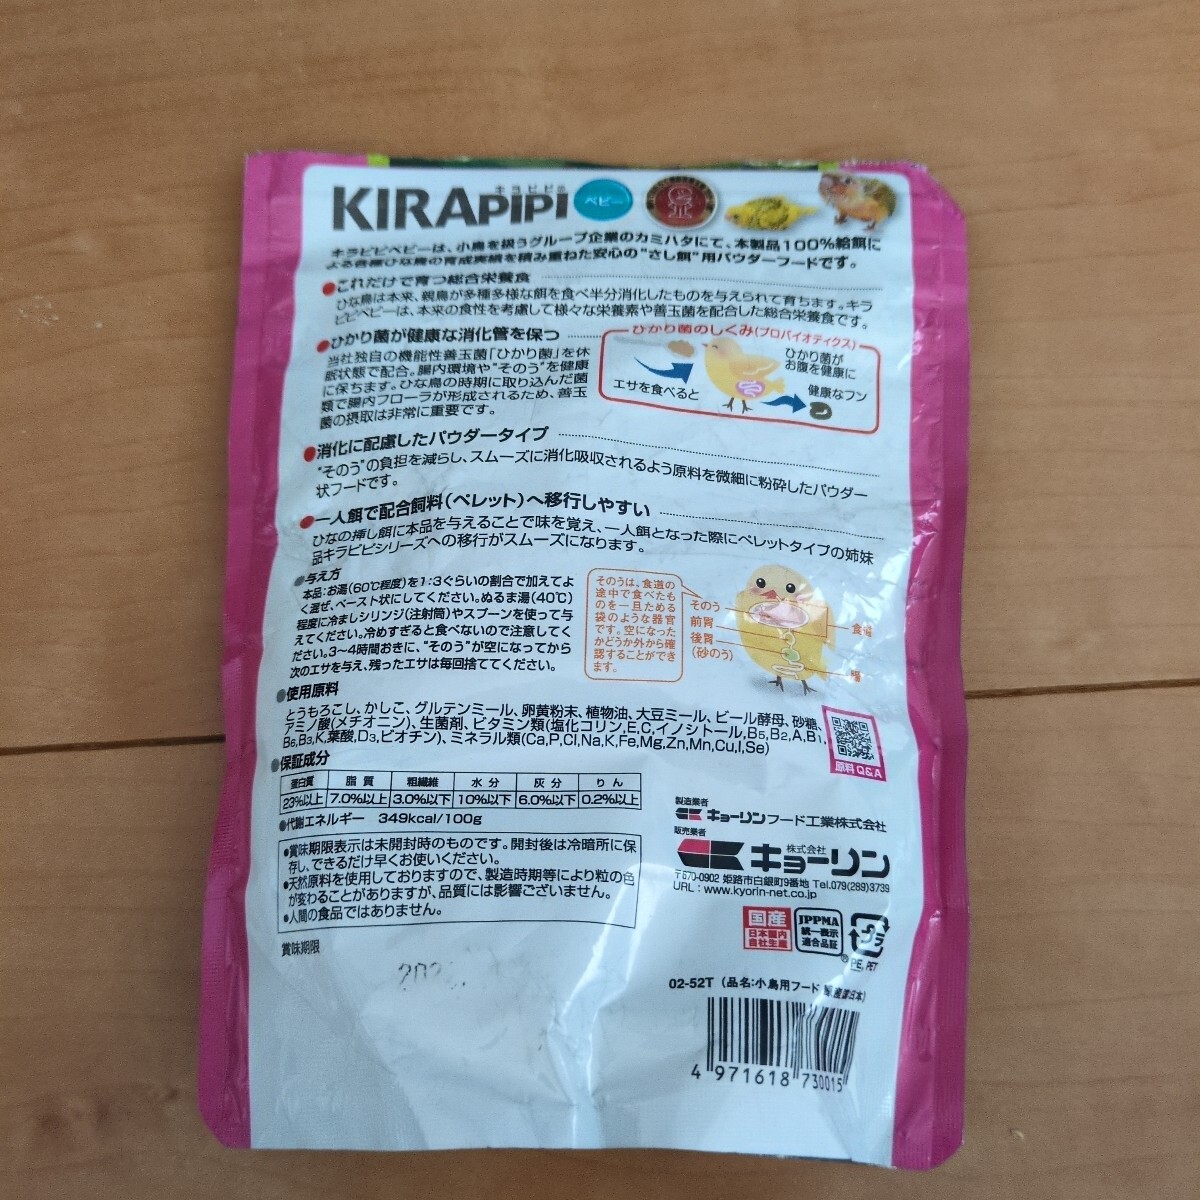 キラピピの
KIRAPIPI ベビー
キラピピベビーは、小鳥を扱うグループ企業のカミハタにて、本製品100%給餌に
よる各種ひな鳥の育成実績を積み重ねた安心の"さし餌"用パウダーフードです。
●これだけで育つ総合栄養食
ひな鳥は本来、親鳥が多種多様な餌を食べ半分消化したものを与えられて育ちます。キラ
ピピベビーは、本来の食性を考慮して様々な栄養素や善玉菌を配合した総合栄養食です。
●ひかり菌が健康な消化管を保つ
当社独自の機能性善玉菌「ひかり菌」を休
眠状態で配合。腸内環境や"そのう"を健康
に保ちます。ひな鳥の時期に取り込んだ菌
類で腸内フローラが形成されるため、善玉
菌の摂取は非常に重要です。
ひかり菌のしくみ(プロバイオティクス)
エサを食べると
ひかり菌が
お腹を健康に
健康なフン
●消化に配慮したパウダータイプ
"そのう"の負担を減らし、スムーズに消化吸収されるよう原料を微細に粉砕したパウダー
状フードです。
●一人餌で配合飼料(ペレット)へ移行しやすい
ひなの挿し餌に本品を与えることで味を覚え、一人餌となった際にペレットタイプの姉妹
品キラピピシリーズへの移行がスムーズになります。
●与え方
本品:お湯(60℃程度)を1:3ぐらいの割合で加えてよ
く混ぜ、ペースト状にしてください。ぬるま湯(40℃)
程度に冷ましシリンジ(注射筒)やスプーンを使って与
えてください。冷めすぎると食べないので注意してく
ださい。3〜4時間おきに、"そのう"が空になってから
次のエサを与え、残ったエサは毎回捨ててください。
そのうは、食道の
途中で食べたも
のを一旦ためる
袋のような器官
です。空になった
かどうか外から確
認することができ
ます。
そのう
前胃
後胃
(砂のう)
食道
腸
●使用原料
とうもろこし、かしこ、グルテンミール、卵黄粉末、植物油、大豆ミール、ビール酵母、砂糖、
アミノ酸(メチオニン)、生菌剤、ビタミン類(塩化コリン,E,C,イノシトール,B5,B2,A,B1,
B6,B3,K,葉酸,D3,ビオチン)、ミネラル類(Ca,P,Cl,Na,K,Fe,Mg,Zn,Mn,Cu,I,Se)
原料Q&A
●保証成分
蛋白質 脂質 粗繊維 水分 灰分 りん
23%以上 7.0%以上 3.0%以下 10%以下 6.0%以下 0.2%以上
●代謝エネルギー 349kcal/100g
●賞味期限表示は未開封時のものです。開封後は冷暗所に保
存し、できるだけ早くお使いください。
●天然原料を使用しておりますので、製造時期等により粒の色
が変わることがありますが、品質には影響ございません。
●人間の食品ではありません。
賞味期限
製造業者
キョーリンフード工業株式会社
販売業者
株式会社
キョーリン
〒670-0902 姫路市白銀町9番地 Tel.079(289)3739
URL：www.kyorin-net.co.jp
国産
日本国内
自社生産
JPPMA
統一表示
適合品証
プラ
PE, PET
02-52T (品名:小鳥用フード 原産国日本)
4 971618 730015